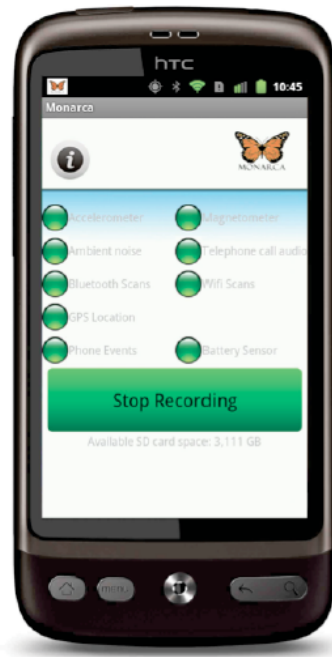 htc
10:45
Monarca
i
MONARCA
Accelerometer Magnetometer
Ambient noise Telephone call audio
Bluetooth Scans Wifi Scans
GPS Location
Phone Events Battery Sensor
Stop Recording
Available SD card space: 3.111 GB
menu